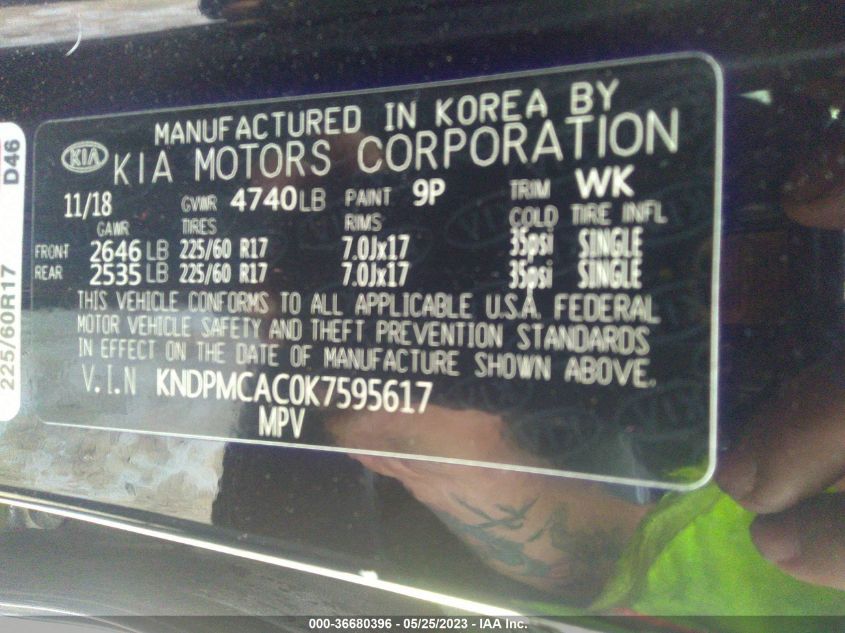 MANUFACTURED IN KOREA BY
KIA KIA MOTORS CORPORATION
11/18 GVWR 4740LB PAINT 9P TRIM WK
GAWR TIRES RIMS COLD TIRE INFL
FRONT 2646 LB 225/60 R17 7.0Jx17 35psi SINGLE
REAR 2535 LB 225/60 R17 7.0Jx17 35psi SINGLE
THIS VEHICLE CONFORMS TO ALL APPLICABLE U.S.A. FEDERAL
MOTOR VEHICLE SAFETY AND THEFT PREVENTION STANDARDS
IN EFFECT ON THE DATE OF MANUFACTURE SHOWN ABOVE.
V.I.N KNDPMCAC0K7595617
MPV
225/60R17 D46
000-36680396 - 05/25/2023 - IAA Inc.